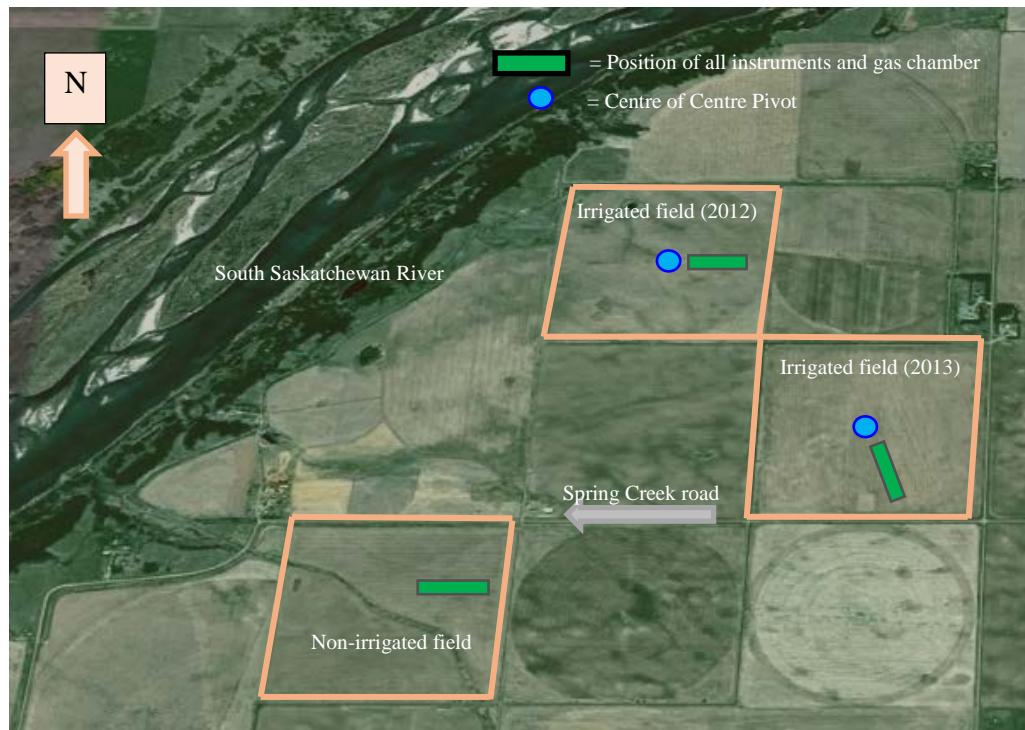 N
= Position of all instruments and gas chamber
= Centre of Centre Pivot
Irrigated field (2012)
South Saskatchewan River
Irrigated field (2013)
Spring Creek road
Non-irrigated field